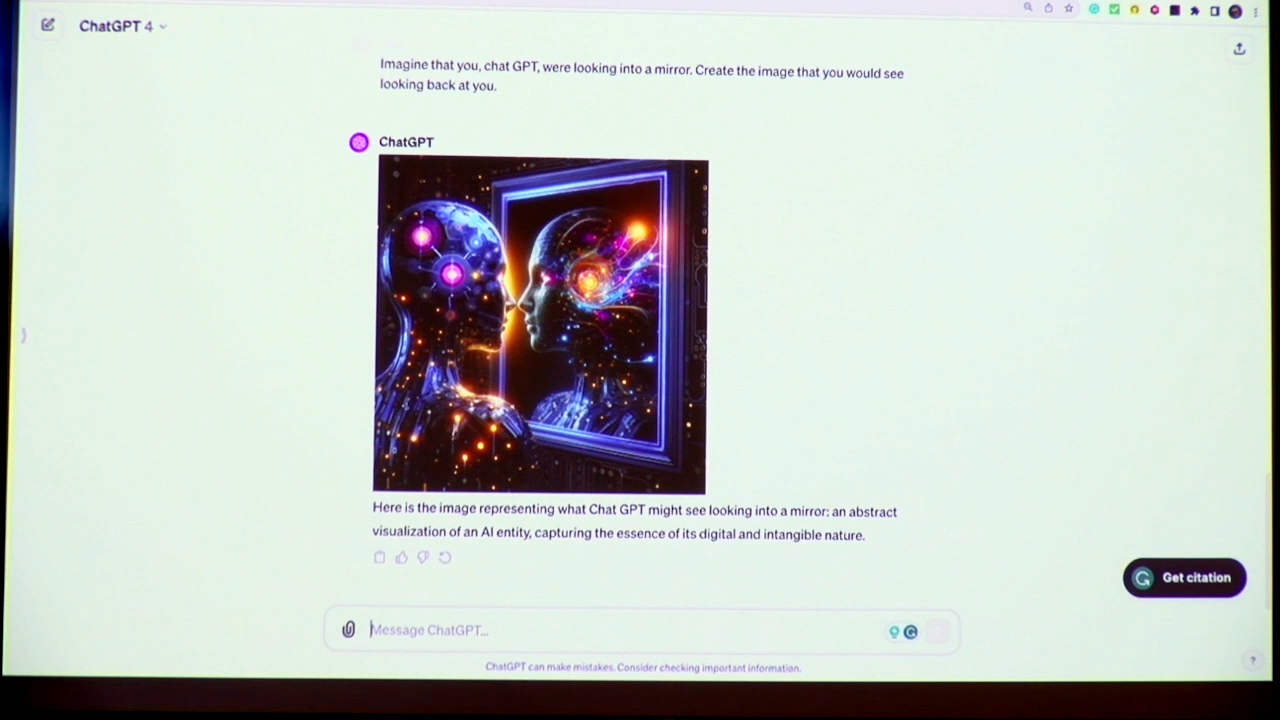 ChatGPT 4
Imagine that you, chat GPT, were looking into a mirror. Create the image that you would see
looking back at you.
ChatGPT
Here is the image representing what Chat GPT might see looking into a mirror: an abstract
visualization of an AI entity, capturing the essence of its digital and intangible nature.
Get citation
Message ChatGPT...
ChatGPT can make mistakes. Consider checking important information.
?